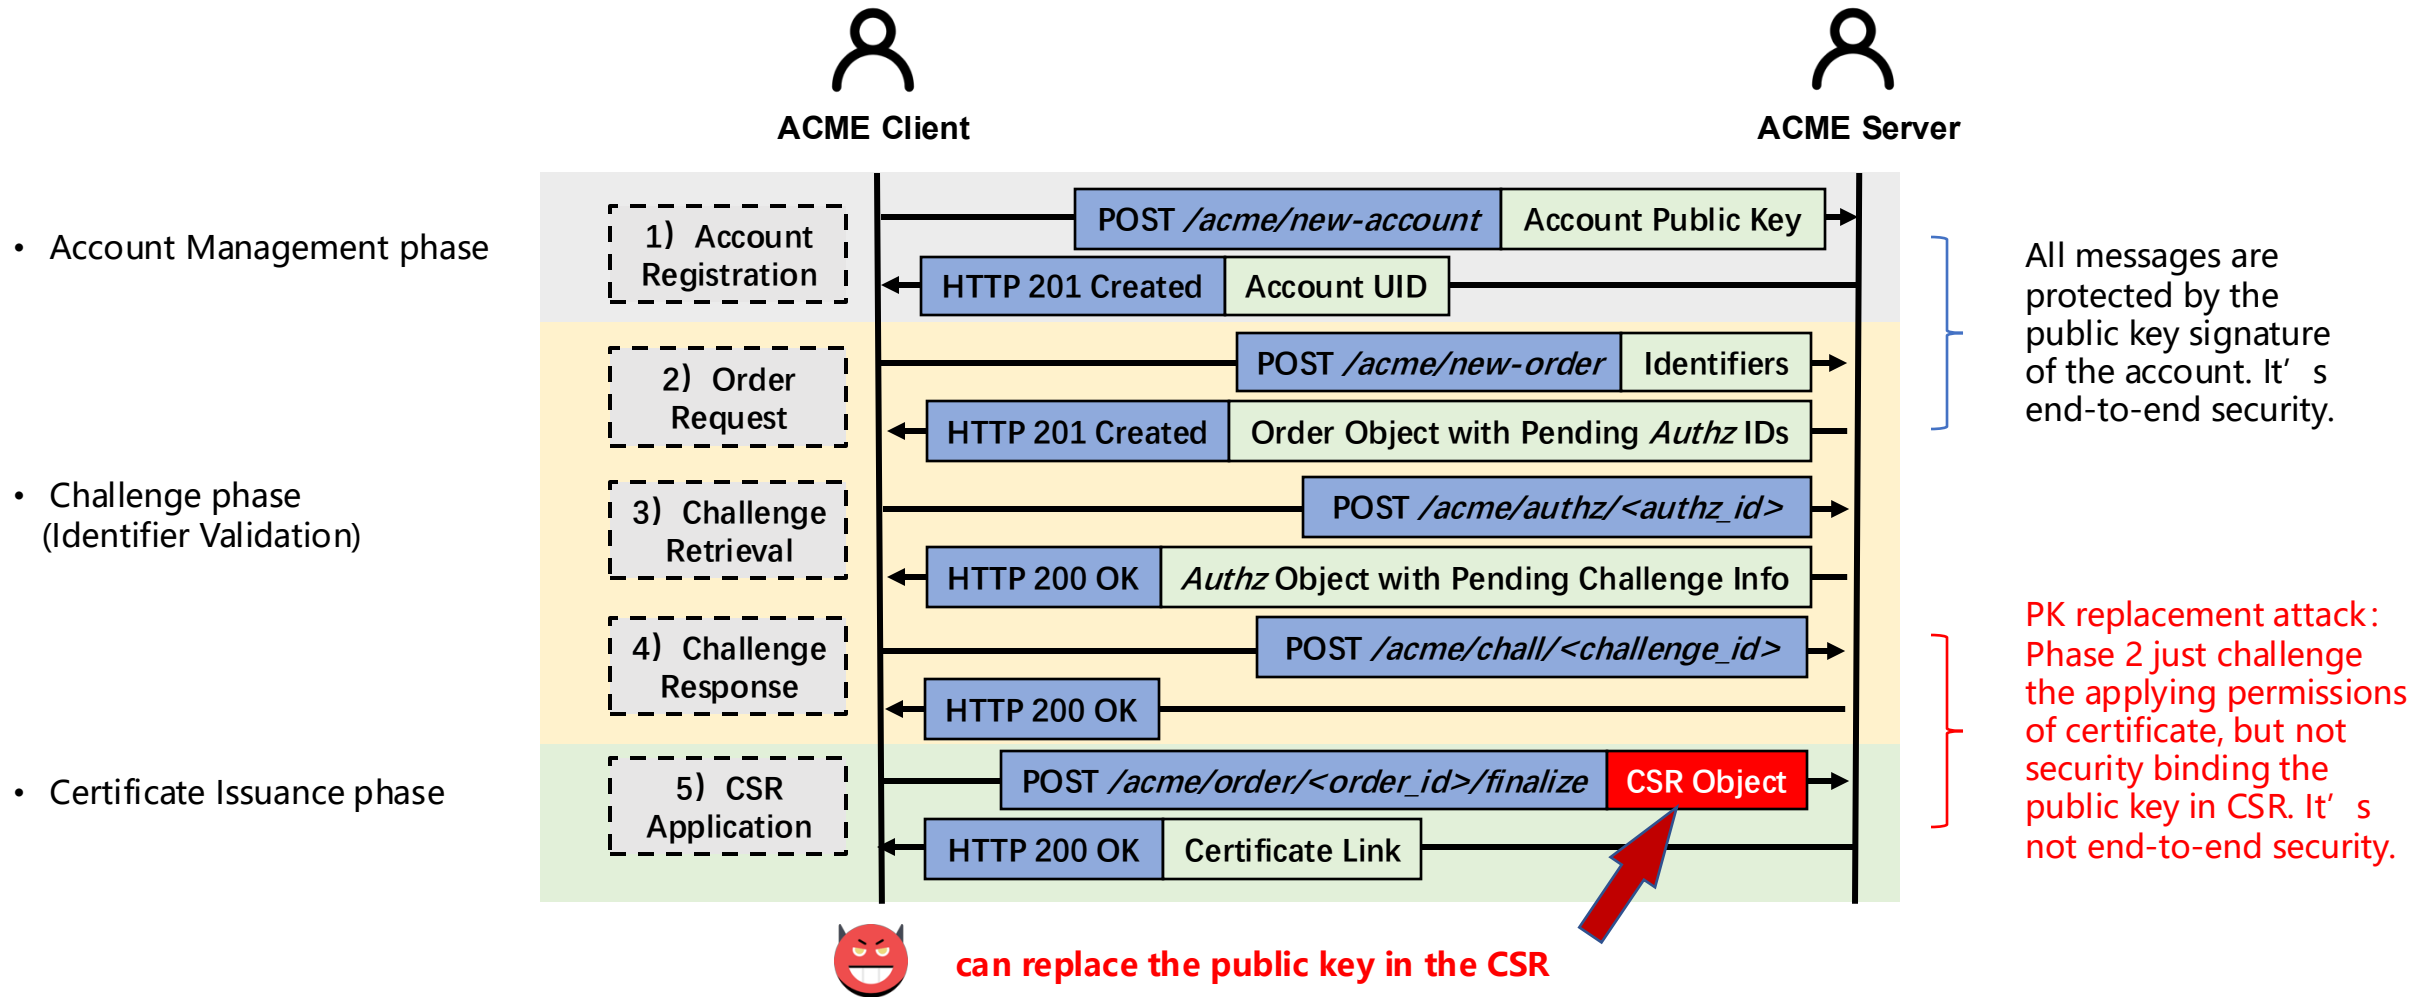 ACME Client
ACME Server
• Account Management phase
1) Account
Registration
POST /acme/new-account
Account Public Key
HTTP 201 Created
Account UID
All messages are
protected by the
public key signature
of the account. It’ s
end-to-end security.
2) Order
Request
POST /acme/new-order
Identifiers
HTTP 201 Created
Order Object with Pending Authz IDs
• Challenge phase
(Identifier Validation)
3) Challenge
Retrieval
POST /acme/authz/<authz_id>
HTTP 200 OK
Authz Object with Pending Challenge Info
4) Challenge
Response
POST /acme/chall/<challenge_id>
HTTP 200 OK
PK replacement attack:
Phase 2 just challenge
the applying permissions
of certificate, but not
security binding the
public key in CSR. It’ s
not end-to-end security.
• Certificate Issuance phase
5) CSR
Application
POST /acme/order/<order_id>/finalize
CSR Object
HTTP 200 OK
Certificate Link
can replace the public key in the CSR